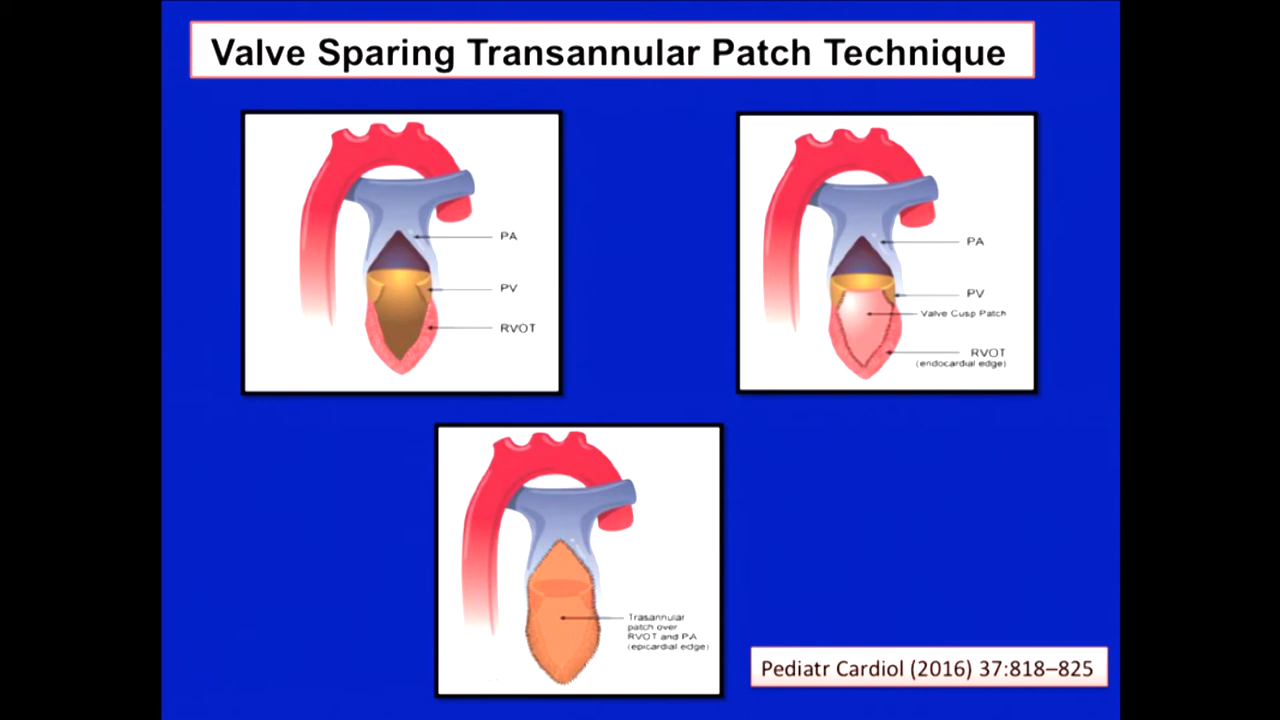 Valve Sparing Transannular Patch Technique
PA
PV
RVOT
PA
PV
Valve Cusp Patch
RVOT
(endocardial edge)
Trasannular
patch over
RVOT and PA
(epicardial edge)
Pediatr Cardiol (2016) 37:818–825